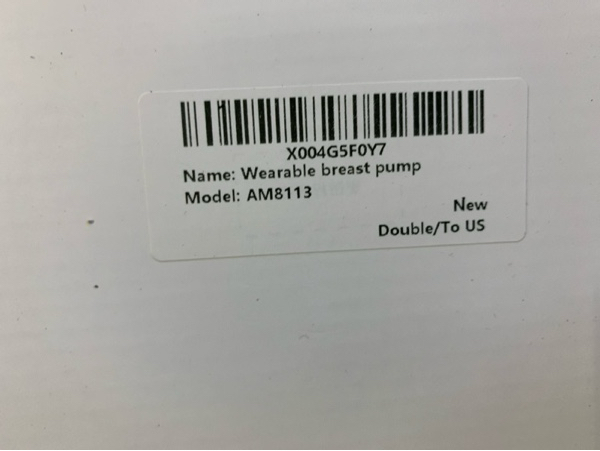 X004G5F0Y7
Name: Wearable breast pump
Model: AM8113
New
Double/To US